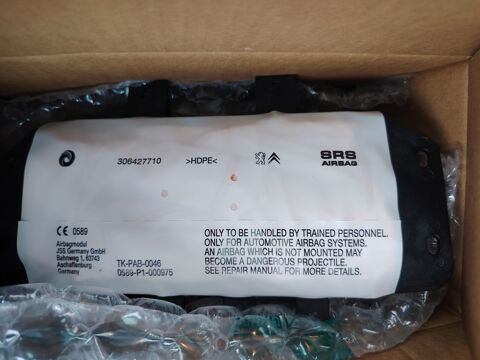 306427710 >HDPE< SRS
AIRBAG
CE 0589
Airbagmodul
JSS Germany GmbH
Bahnweg 1, 63743
Aschaffenburg
Germany
TK-PAB-0046
0589-P1-000975
ONLY TO BE HANDLED BY TRAINED PERSONNEL.
ONLY FOR AUTOMOTIVE AIRBAG SYSTEMS.
AN AIRBAG WHICH IS NOT MOUNTED MAY
BECOME A DANGEROUS PROJECTILE.
SEE REPAIR MANUAL FOR MORE DETAILS.